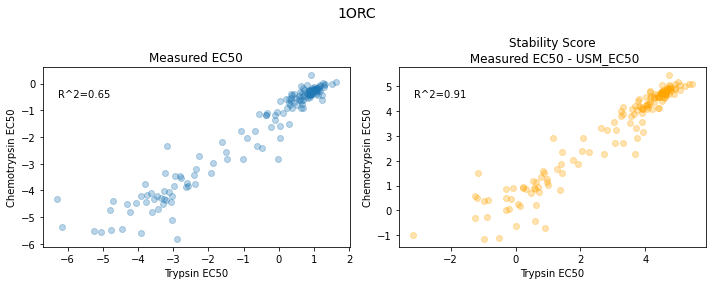 1ORC
Measured EC50
R^2=0.65
Chemotrypsin EC50
0
−1
−2
−3
−4
−5
−6
−6
−5
−4
−3
−2
−1
0
1
2
Trypsin EC50
Stability Score
Measured EC50 - USM_EC50
R^2=0.91
Chemotrypsin EC50
5
4
3
2
1
0
−1
−2
0
2
4
Trypsin EC50